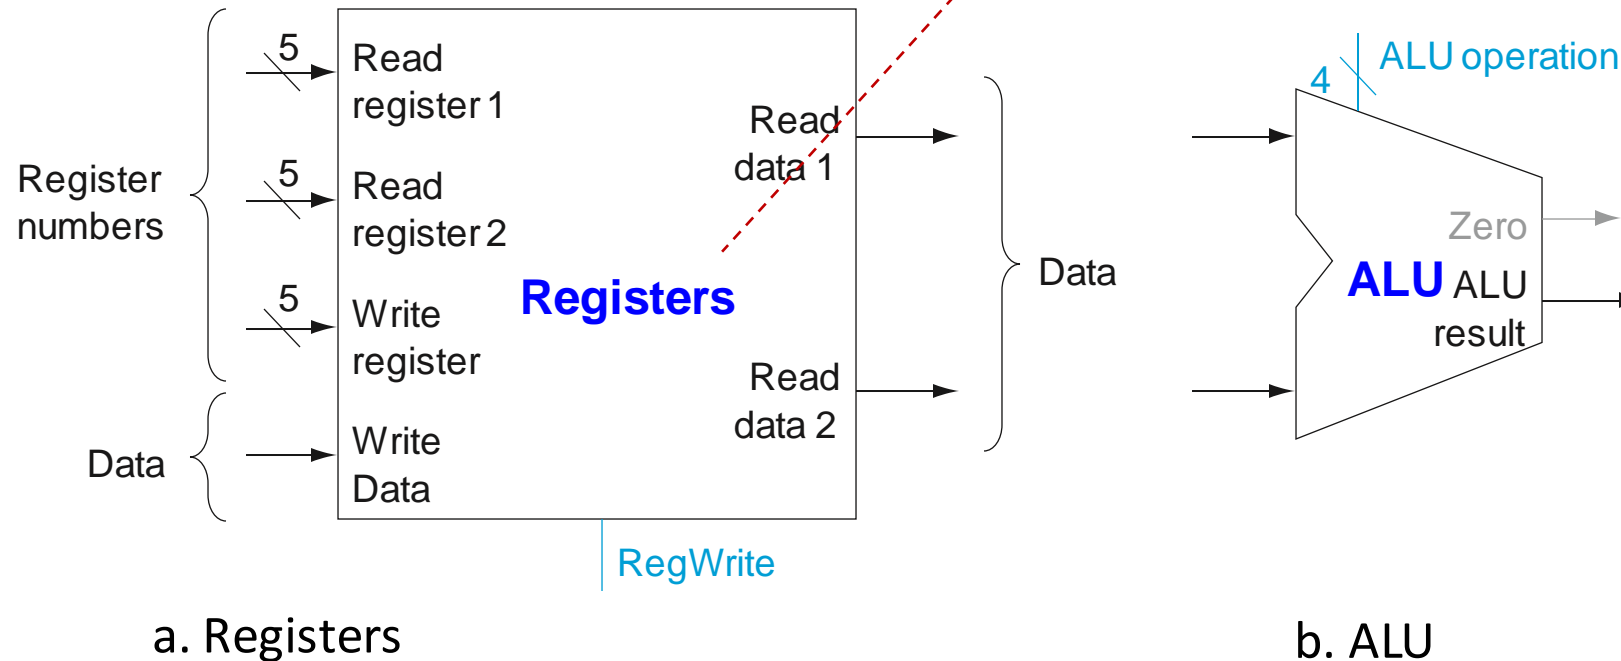 5
Read
register 1
5
Read
register 2
5
Write
register
Write
Data
Register
numbers
Data
Registers
Read
data 1
Read
data 2
Data
RegWrite
a. Registers
4
ALU operation
Zero
ALU
ALU
result
b. ALU